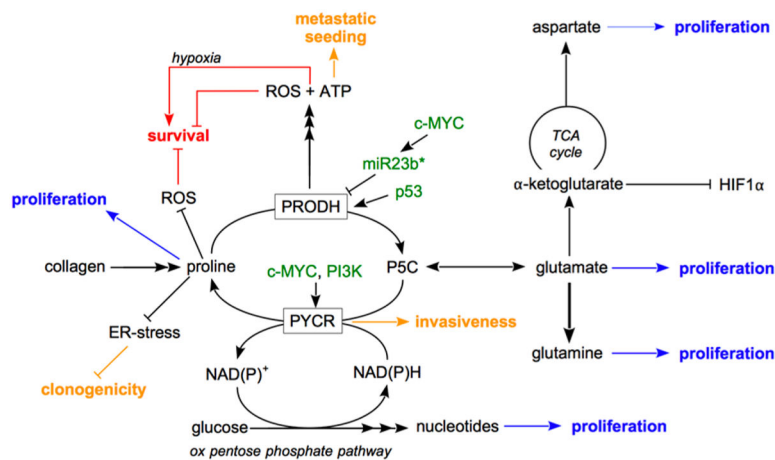 metastatic
seeding
aspartate
proliferation
hypoxia
ROS + ATP
c-MYC
TCA
cycle
survival
miR23b*
α-ketoglutarate
HIF1α
p53
ROS
proliferation
PRODH
collagen
proline
c-MYC, PI3K
P5C
glutamate
proliferation
PYCR
invasiveness
ER-stress
glutamine
proliferation
clonogenicity
NAD(P)⁺
NAD(P)H
glucose
nucleotides
proliferation
ox pentose phosphate pathway